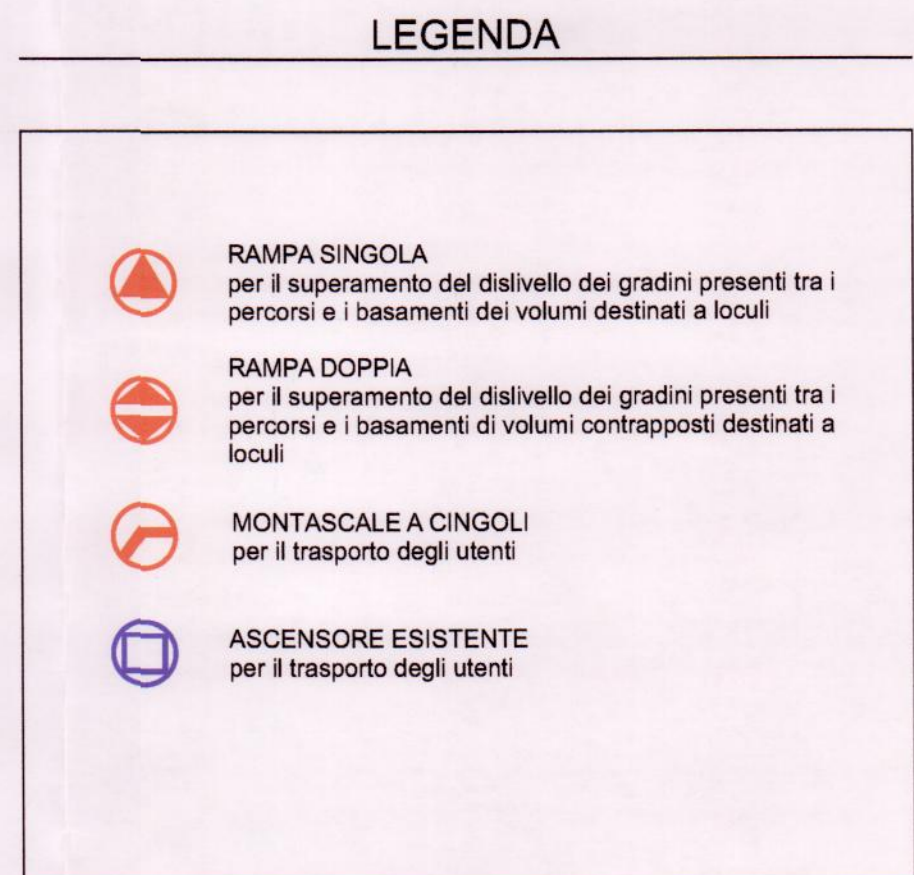 LEGENDA
RAMPA SINGOLA
per il superamento del dislivello dei gradini presenti tra i
percorsi e i basamenti dei volumi destinati a loculi
RAMPA DOPPIA
per il superamento del dislivello dei gradini presenti tra i
percorsi e i basamenti di volumi contrapposti destinati a
loculi
MONTASCALE A CINGOLI
per il trasporto degli utenti
ASCENSORE ESISTENTE
per il trasporto degli utenti